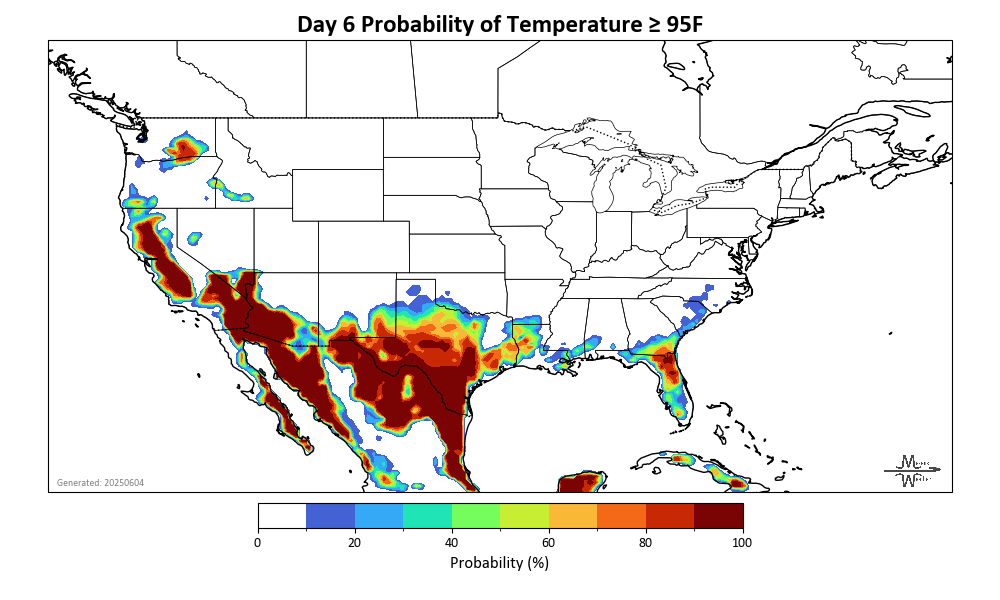 Day 6 Probability of Temperature ≥ 95F
Generated: 20250604
0 20 40 60 80 100
Probability (%)